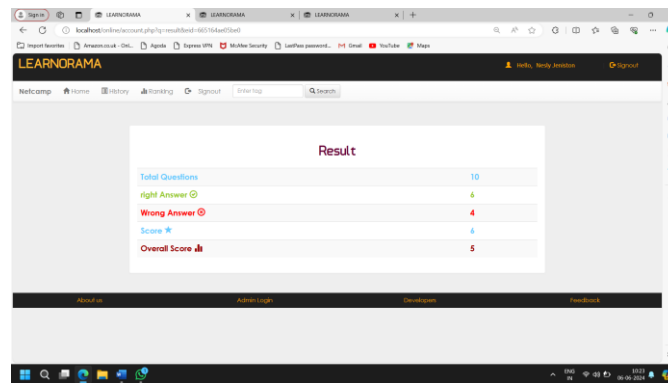 Sign in
LEARNORAMA
LEARNORAMA
LEARNORAMA
localhost/online/account.php?q=result&eid=665164ae05be0
Import favorites
Amazon.co.uk - Onl...
Agoda
Express VPN
McAfee Security
LastPass password...
Gmail
YouTube
Maps
LEARNORAMA
Hello, Nesly Jeniston
Signout
Netcamp
Home
History
Ranking
Signout
Enter tag
Search
Result
Total Questions 10
right Answer 6
Wrong Answer 4
Score 6
Overall Score 5
About us
Admin Login
Developers
Feedback
ENG
IN
10:23
06-06-2024